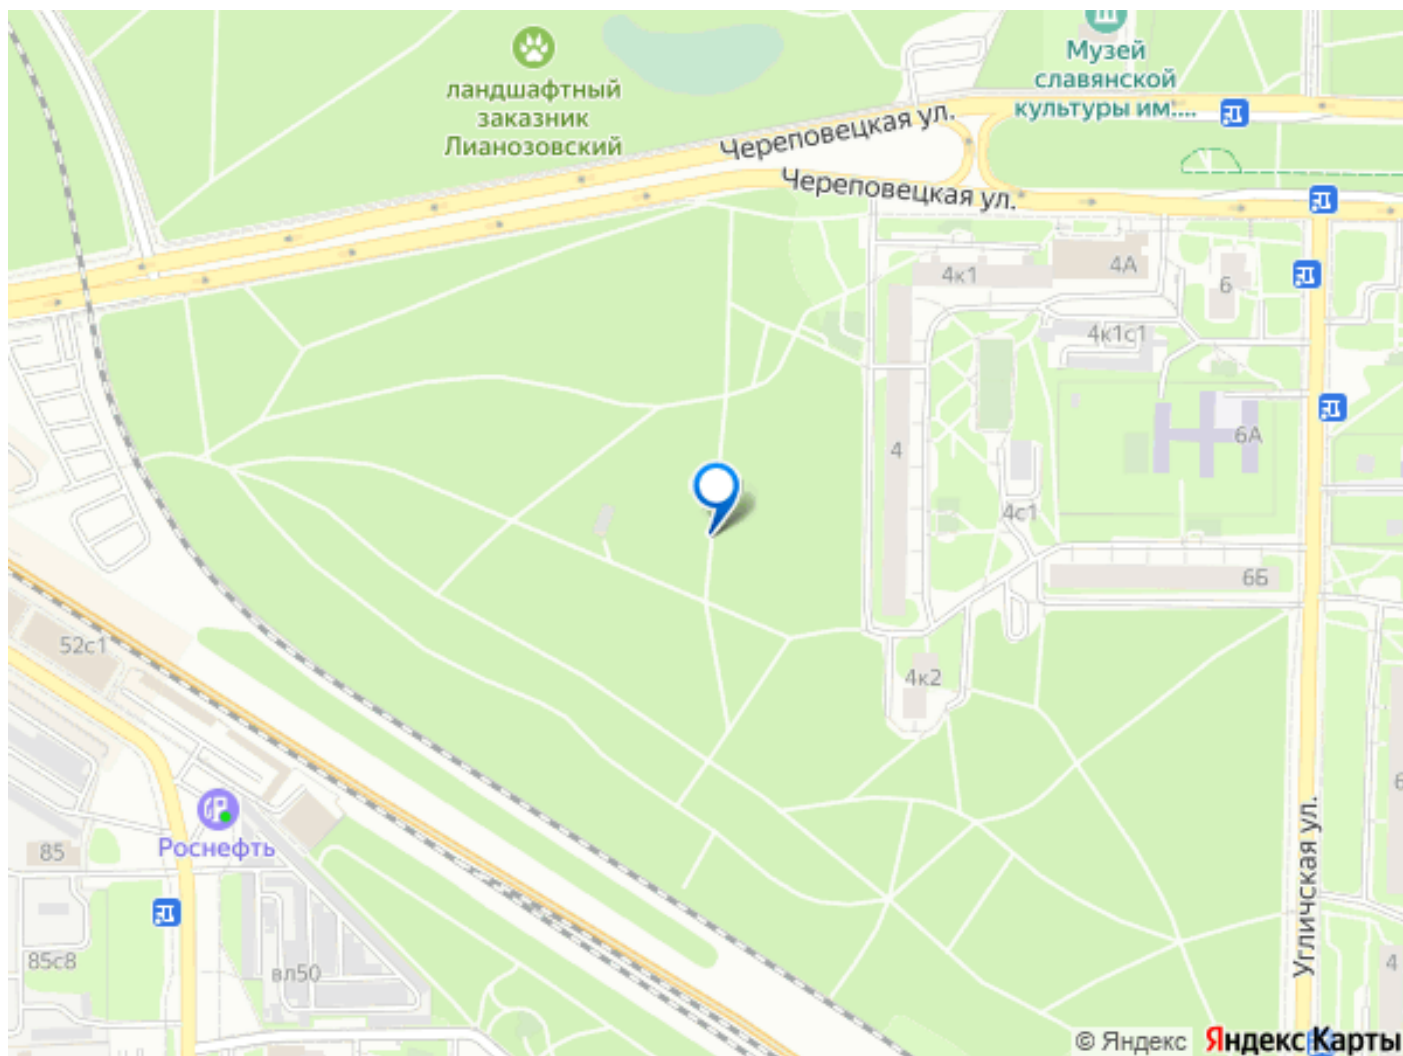 Музей
славянской
культуры им....
ландшафтный
заказник
Лианозовский
Череповецкая ул.
Череповецкая ул.
4к1
4А
6
4к1с1
4
6А
4с1
6Б
52с1
4к2
Роснефть
85
6
Угличская ул.
85с8
вл50
4
© Яндекс Яндекс Карты